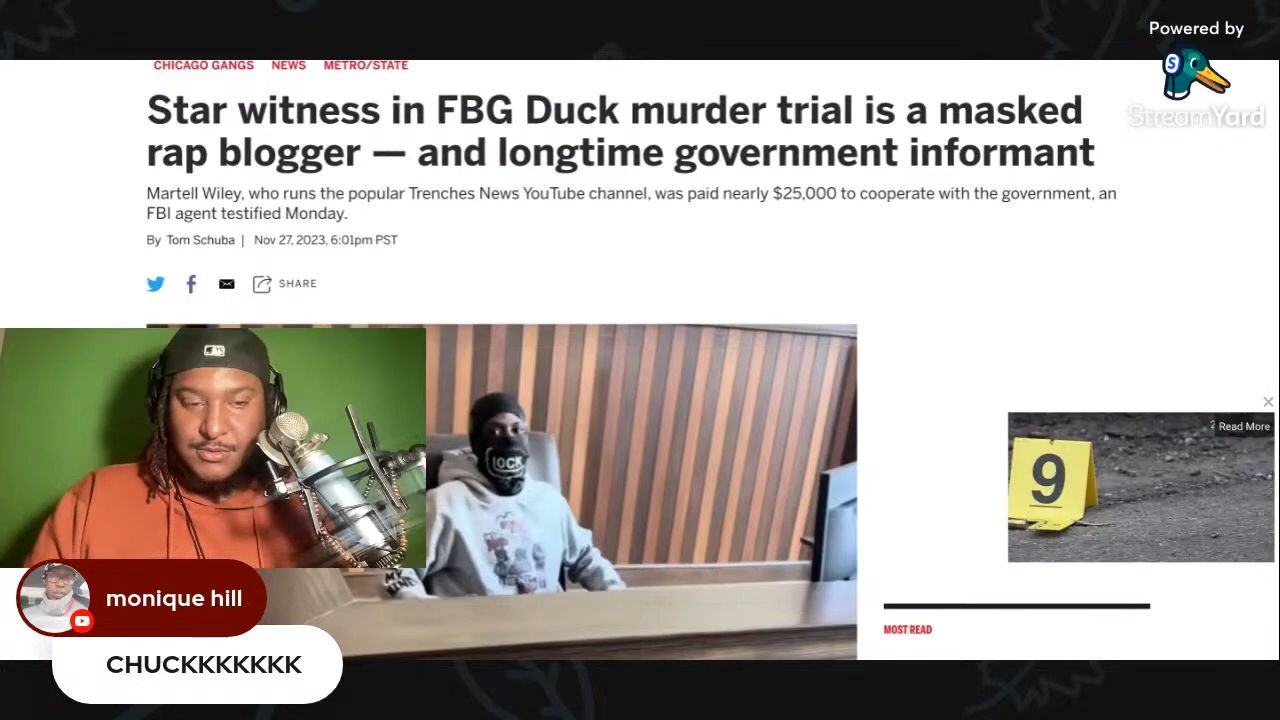 Powered by
StreamYard
CHICAGO GANGS NEWS METRO/STATE
Star witness in FBG Duck murder trial is a masked
rap blogger — and longtime government informant
Martell Wiley, who runs the popular Trenches News YouTube channel, was paid nearly $25,000 to cooperate with the government, an
FBI agent testified Monday.
By Tom Schuba | Nov 27, 2023, 6:01pm PST
SHARE
Read More
9
LOCK
MOST READ
monique hill
CHUCKKKKKKK